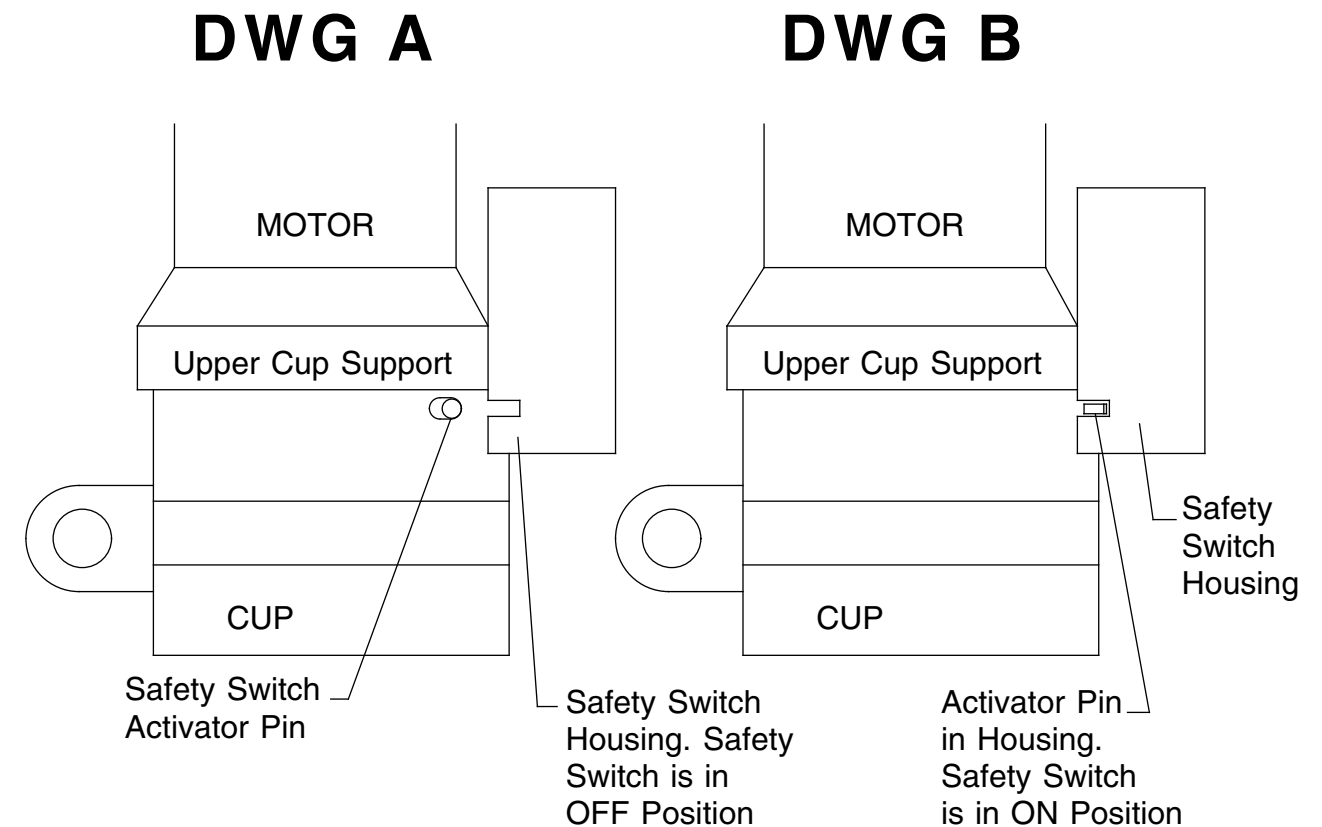 DWG A
MOTOR
Upper Cup Support
CUP
Safety Switch
Activator Pin
Safety Switch
Housing. Safety
Switch is in
OFF Position
DWG B
MOTOR
Upper Cup Support
CUP
Safety
Switch
Housing
Activator Pin
in Housing.
Safety Switch
is in ON Position